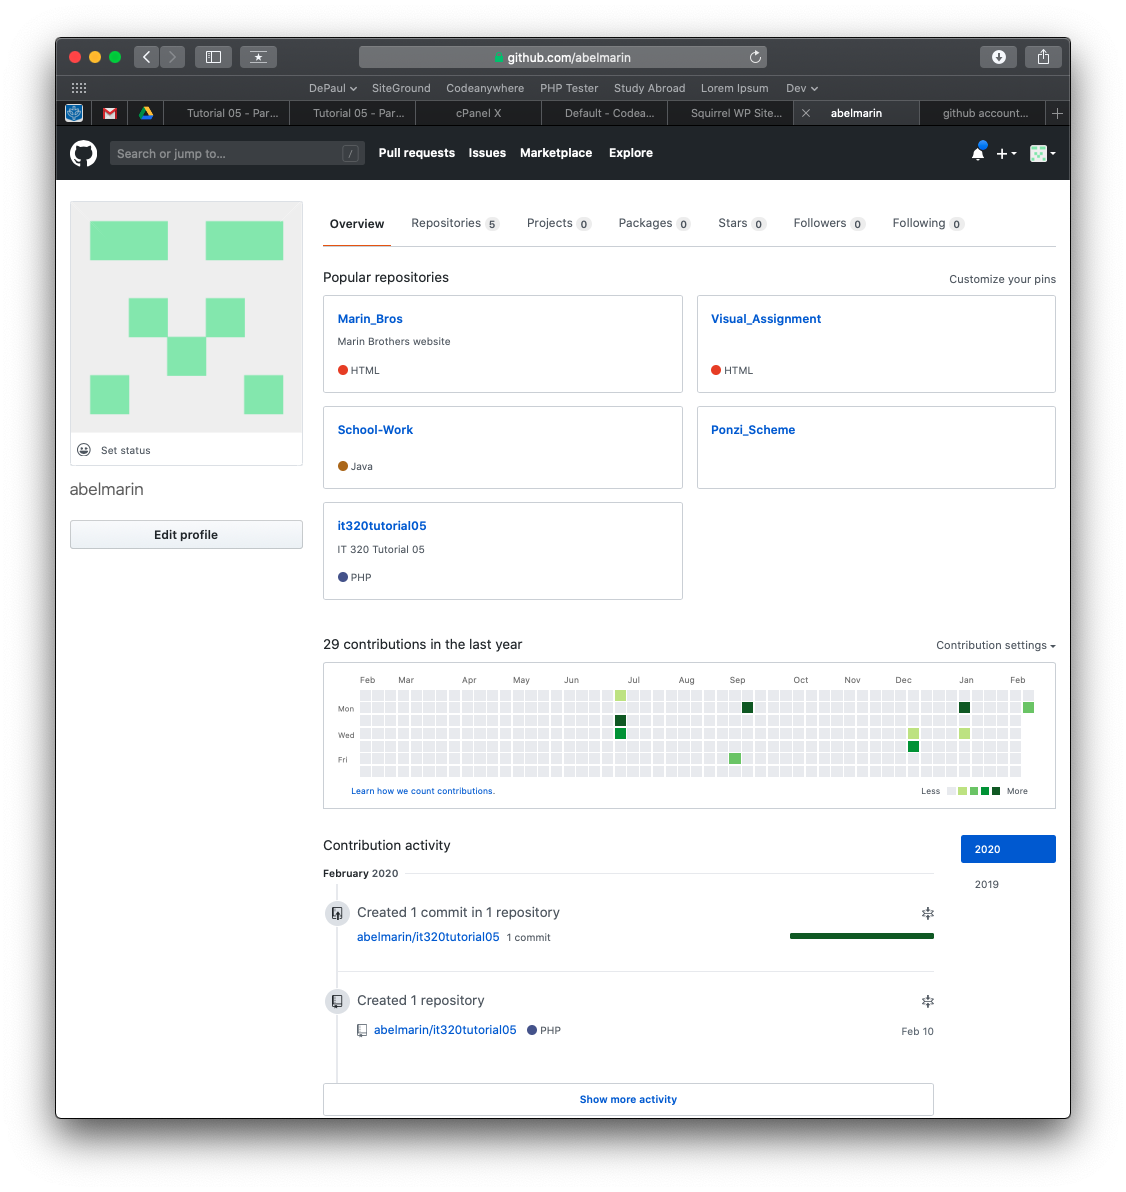 github.com/abelmarin
DePaul SiteGround Codeanywhere PHP Tester Study Abroad Lorem Ipsum Dev
Tutorial 05 - Par... Tutorial 05 - Par... cPanel X Default - Codea... Squirrel WP Site... abelmarin github account...
Search or jump to... / Pull requests Issues Marketplace Explore
Overview Repositories 5 Projects 0 Packages 0 Stars 0 Followers 0 Following 0
Popular repositories Customize your pins
Marin_Bros
Marin Brothers website
HTML
Visual_Assignment
HTML
School-Work
Java
Ponzi_Scheme
it320tutorial05
IT 320 Tutorial 05
PHP
Set status
abelmarin
Edit profile
29 contributions in the last year Contribution settings
Feb Mar Apr May Jun Jul Aug Sep Oct Nov Dec Jan Feb
Mon
Wed
Fri
Learn how we count contributions. Less More
Contribution activity
2020
2019
February 2020
Created 1 commit in 1 repository
abelmarin/it320tutorial05 1 commit
Created 1 repository
abelmarin/it320tutorial05 PHP Feb 10
Show more activity